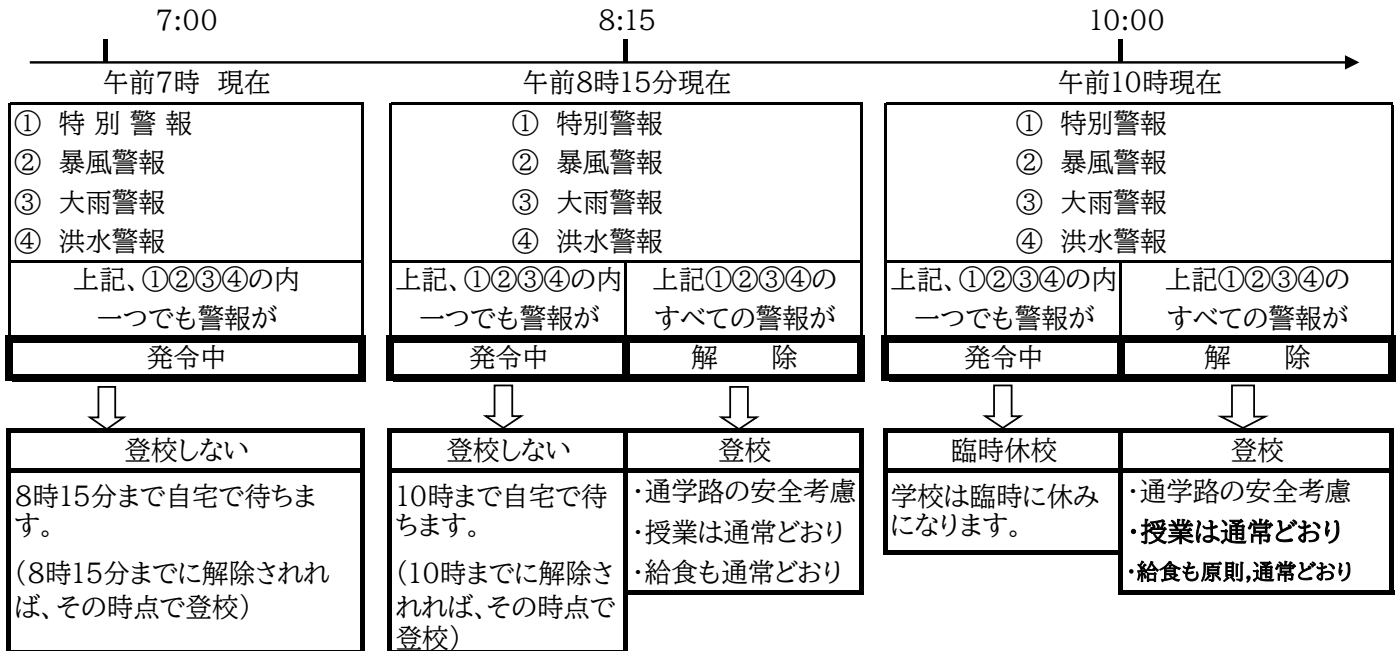 7:00
8:15
10:00
午前7時 現在
午前8時15分現在
午前10時現在
① 特 別 警 報
② 暴風警報
③ 大雨警報
④ 洪水警報
上記、①②③④の内
一つでも警報が
発令中
登校しない
8時15分まで自宅で待ちま
す。
(8時15分までに解除されれ
ば、その時点で登校)
① 特別警報
② 暴風警報
③ 大雨警報
④ 洪水警報
上記、①②③④の内
一つでも警報が
発令中
登校しない
10時まで自宅で待
ちます。
(10時までに解除さ
れれば、その時点で
登校)
上記①②③④の
すべての警報が
解 除
登校
・通学路の安全考慮
・授業は通常どおり
・給食も通常どおり
① 特別警報
② 暴風警報
③ 大雨警報
④ 洪水警報
上記、①②③④の内
一つでも警報が
発令中
臨時休校
学校は臨時に休み
になります。
上記①②③④の
すべての警報が
解 除
登校
・通学路の安全考慮
・授業は通常どおり
・給食も原則,通常どおり